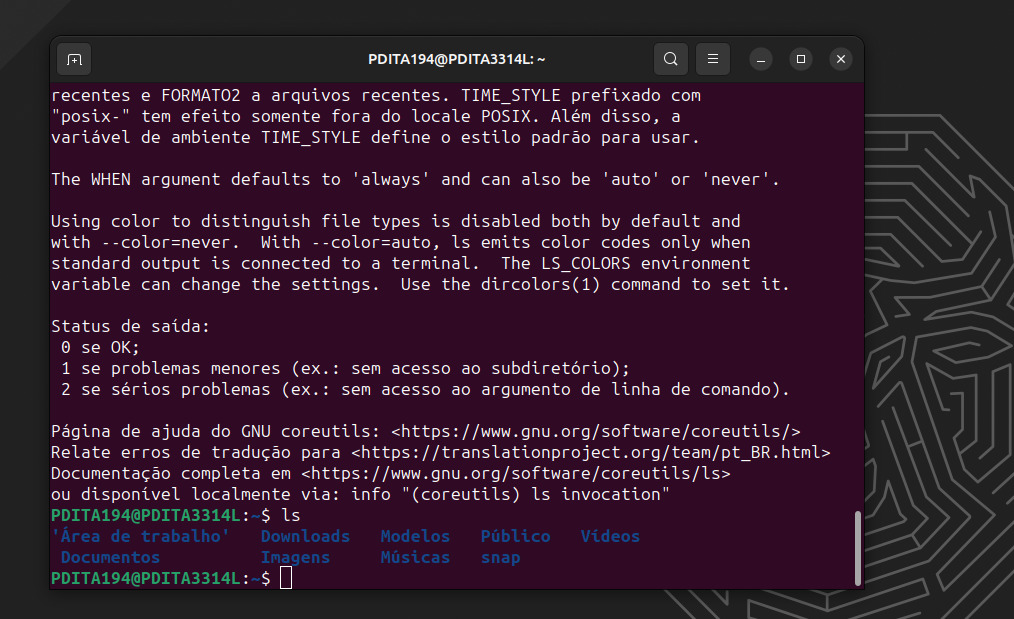 PDITA194@PDITA3314L: ~
recentes e FORMATO2 a arquivos recentes. TIME_STYLE prefixado com
"posix-" tem efeito somente fora do locale POSIX. Além disso, a
variável de ambiente TIME_STYLE define o estilo padrão para usar.
The WHEN argument defaults to 'always' and can also be 'auto' or 'never'.
Using color to distinguish file types is disabled both by default and
with --color=never.  With --color=auto, ls emits color codes only when
standard output is connected to a terminal.  The LS_COLORS environment
variable can change the settings.  Use the dircolors(1) command to set it.
Status de saída:
 0 se OK;
 1 se problemas menores (ex.: sem acesso ao subdiretório);
 2 se sérios problemas (ex.: sem acesso ao argumento de linha de comando).
Página de ajuda do GNU coreutils: <https://www.gnu.org/software/coreutils/>
Relate erros de tradução para <https://translationproject.org/team/pt_BR.html>
Documentação completa em <https://www.gnu.org/software/coreutils/ls>
ou disponível localmente via: info "(coreutils) ls invocation"
PDITA194@PDITA3314L:~$ ls
'Área de trabalho'   Downloads   Modelos   Público   Vídeos
 Documentos          Imagens     Músicas   snap
PDITA194@PDITA3314L:~$